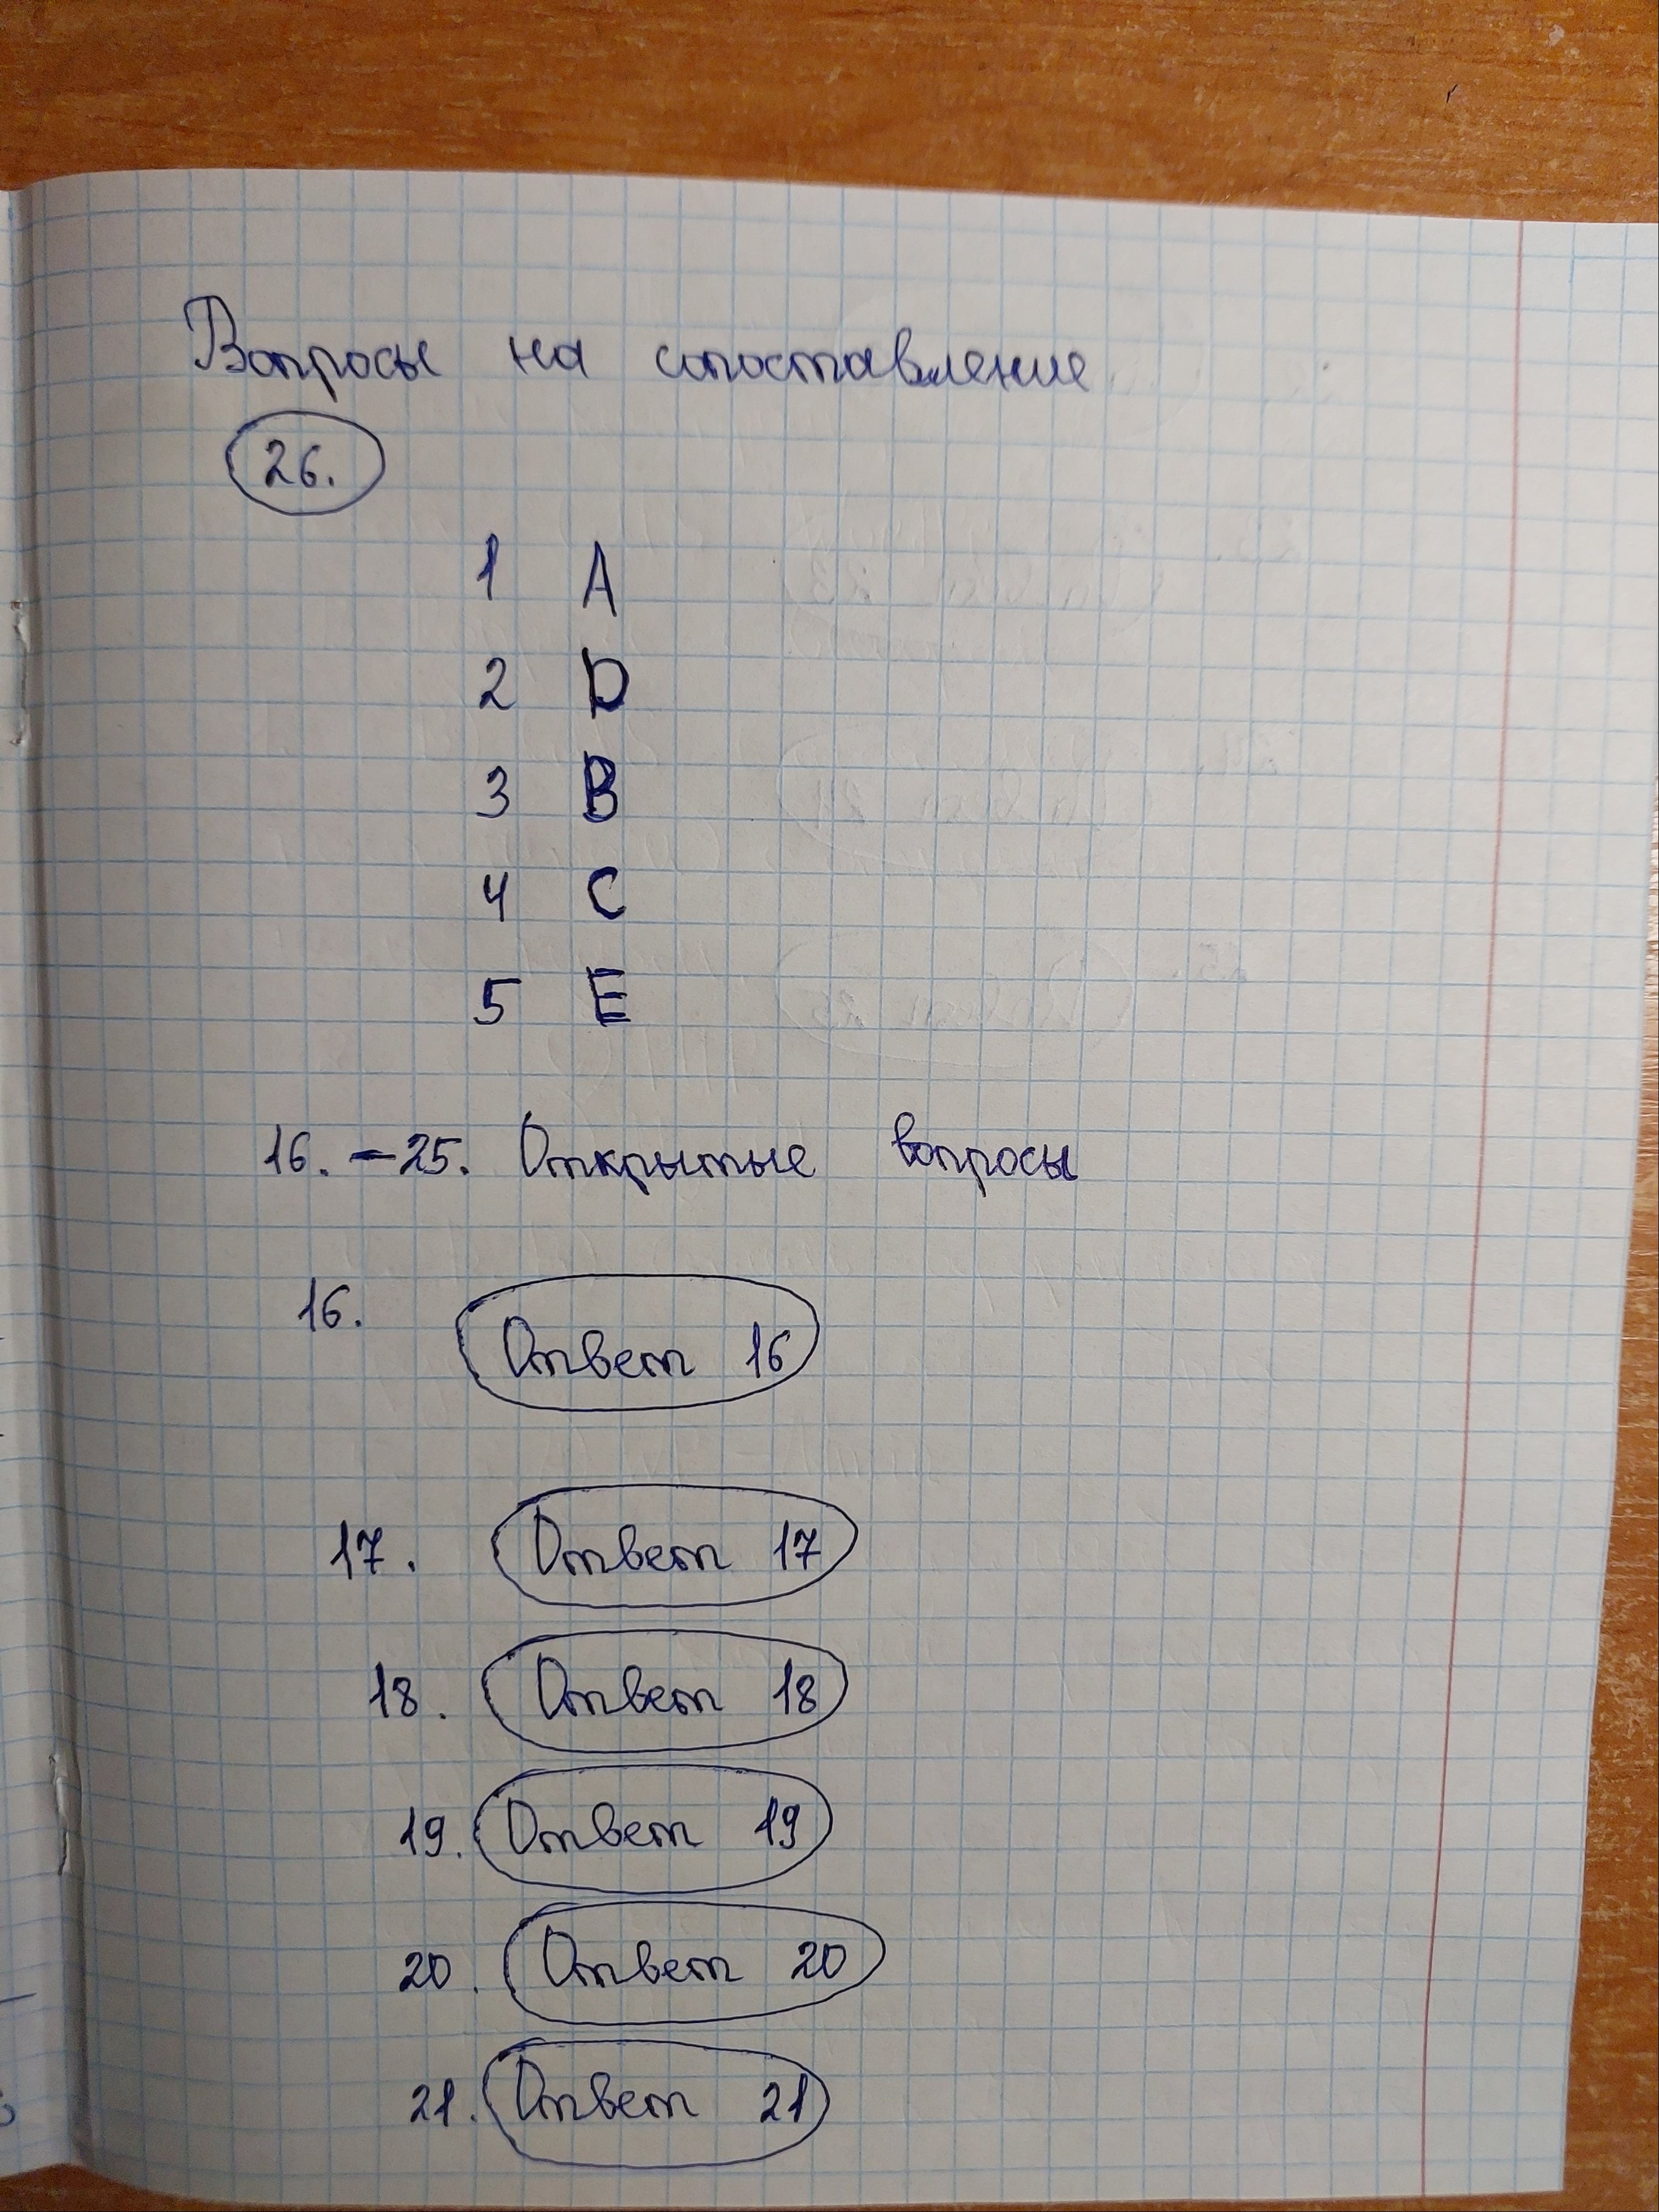 Вопросы на сопоставление
26.
1 A
2 D
3 B
4 C
5 E
16. – 25. Открытые вопросы
16. Ответ 16
17. Ответ 17
18. Ответ 18
19. Ответ 19
20. Ответ 20
21. Ответ 21